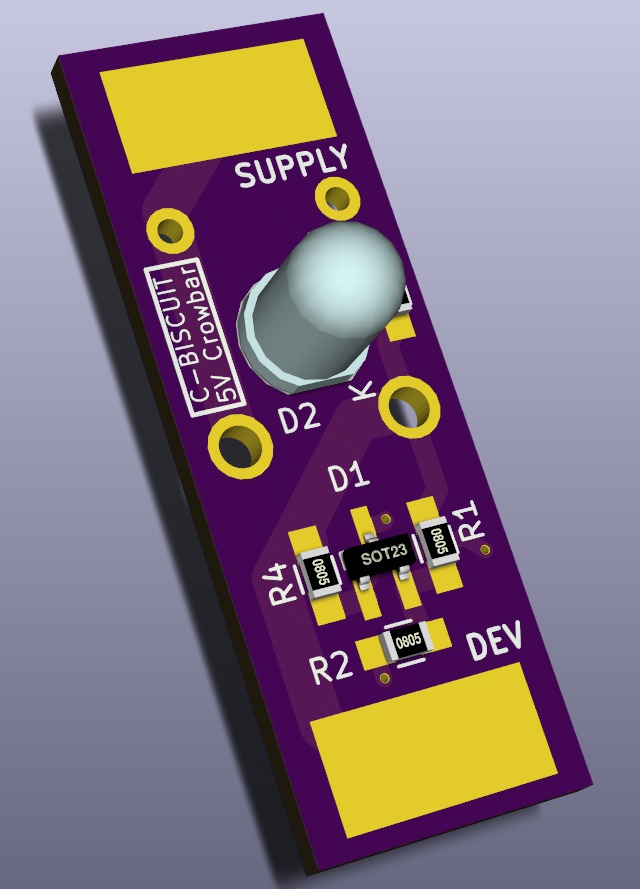 SUPPLY
C-BISCUIT
5V Crowbar
K
D2
D1
R1
SOT23
0805
0805
R4
0805
R2
DEV